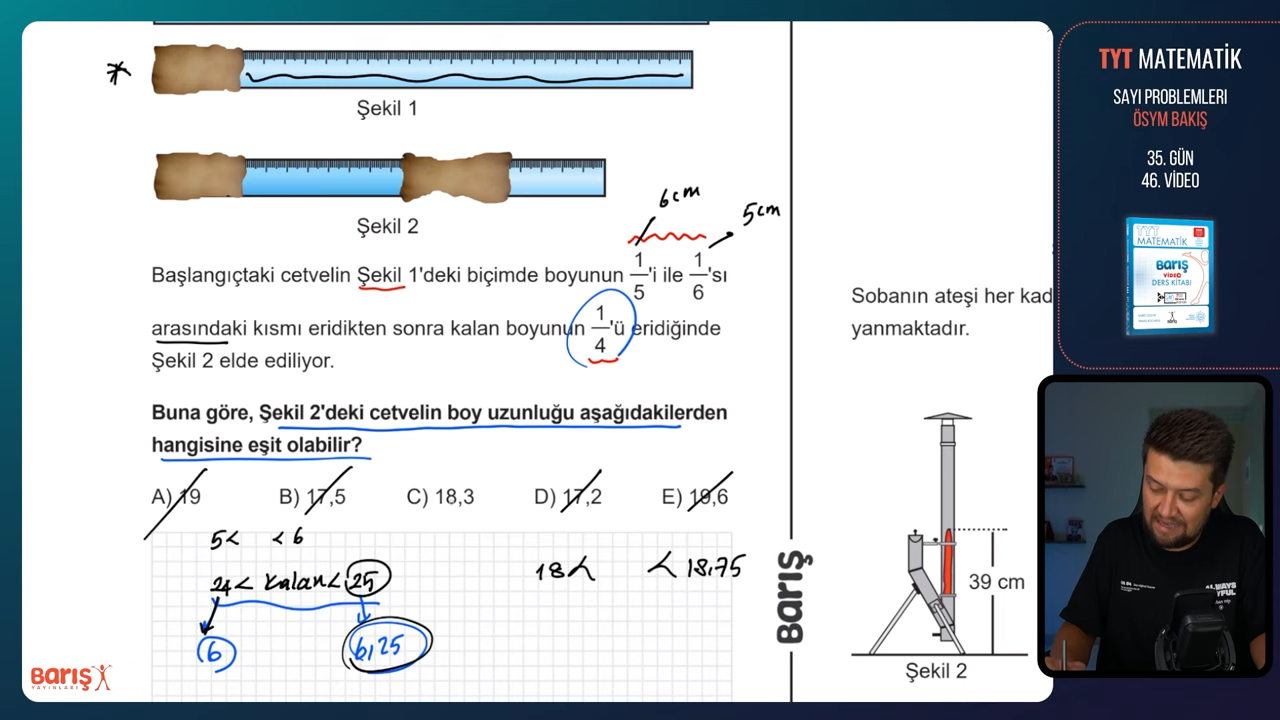 Şekil 1
Şekil 2
6cm
5cm
Başlangıçtaki cetvelin Şekil 1'deki biçimde boyunun 1/5'i ile 1/6'sı
arasındaki kısmı eridikten sonra kalan boyunun 1/4'ü eridiğinde
Şekil 2 elde ediliyor.
Buna göre, Şekil 2'deki cetvelin boy uzunluğu aşağıdakilerden
hangisine eşit olabilir?
A) 19 B) 17,5 C) 18,3 D) 17,2 E) 19,6
5< <6
24< kalan< 25
6 6,25
18< < 18,75
BARIŞ
YAYINLARI
Barış
Sobanın ateşi her kad
yanmaktadır.
39 cm
Şekil 2
TYT MATEMATİK
SAYI PROBLEMLERI
ÖSYM BAKIŞ
35. GÜN
46. VİDEO
TYT
MATEMATİK
BARIŞ
VİDEO
DERS KİTABI